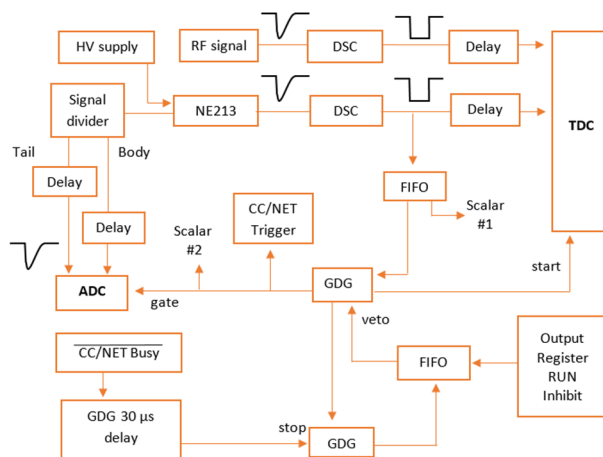 HV supply
RF signal
DSC
Delay
Signal
divider
NE213
DSC
Delay
TDC
Tail
Body
Delay
FIFO
Delay
CC/NET
Trigger
Scalar
#2
Scalar
#1
ADC
gate
GDG
start
veto
CC/NET Busy
FIFO
Output
Register
RUN
Inhibit
GDG 30 µs
delay
stop
GDG